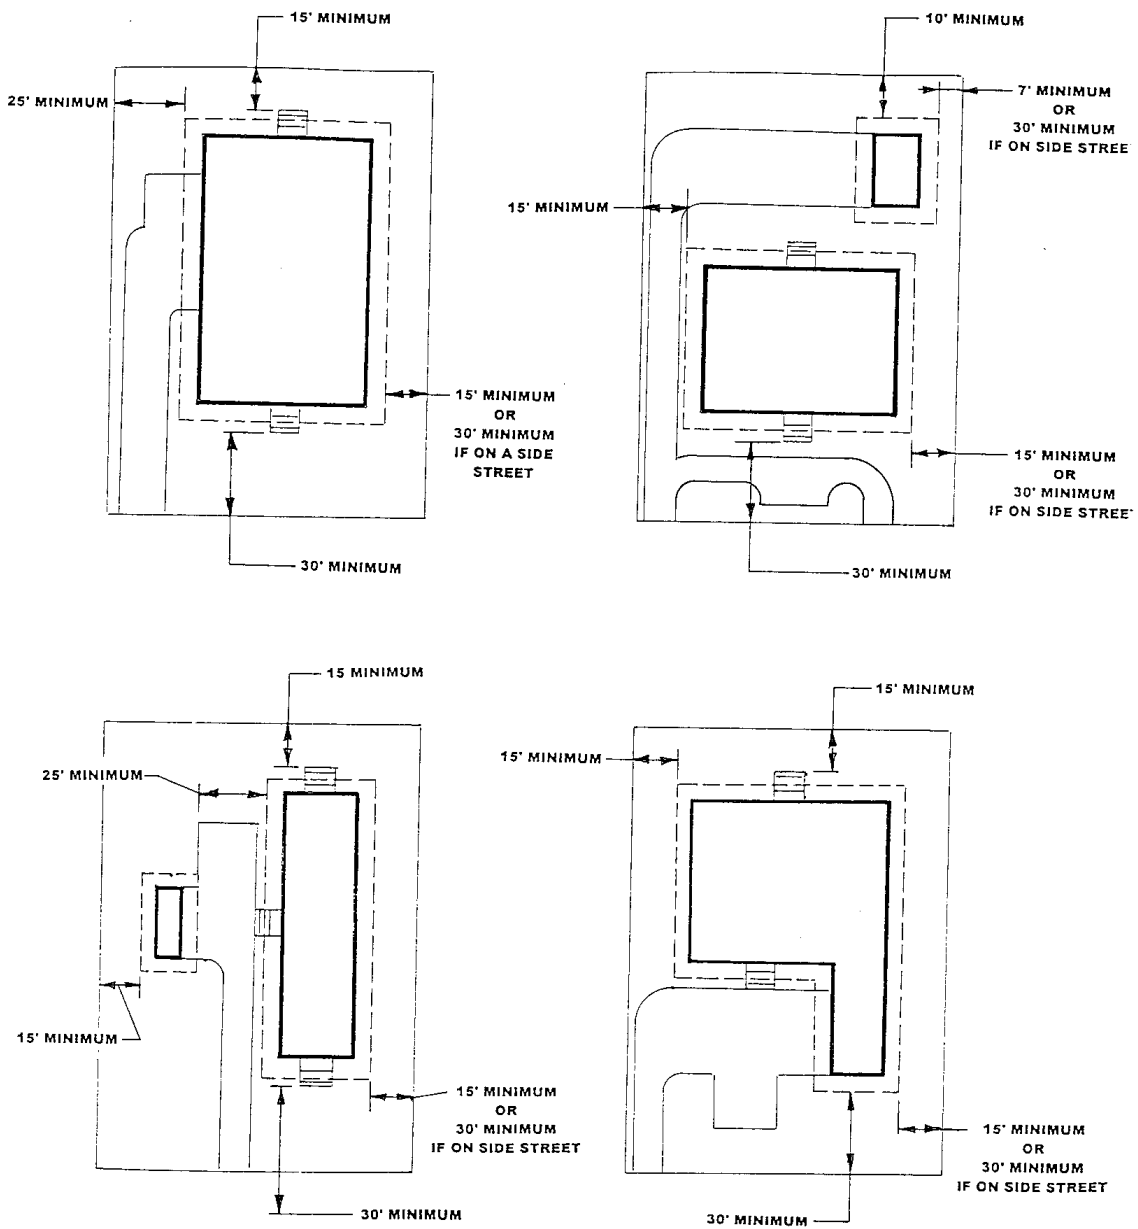 15' MINIMUM
25' MINIMUM
15' MINIMUM
OR
30' MINIMUM
IF ON A SIDE
STREET
30' MINIMUM
10' MINIMUM
7' MINIMUM
OR
30' MINIMUM
IF ON SIDE STREE
15' MINIMUM
15' MINIMUM
OR
30' MINIMUM
IF ON SIDE STREE
30' MINIMUM
15 MINIMUM
25' MINIMUM
15' MINIMUM
15' MINIMUM
OR
30' MINIMUM
IF ON SIDE STREET
30' MINIMUM
15' MINIMUM
15' MINIMUM
15' MINIMUM
OR
30' MINIMUM
IF ON SIDE STREET
30' MINIMUM